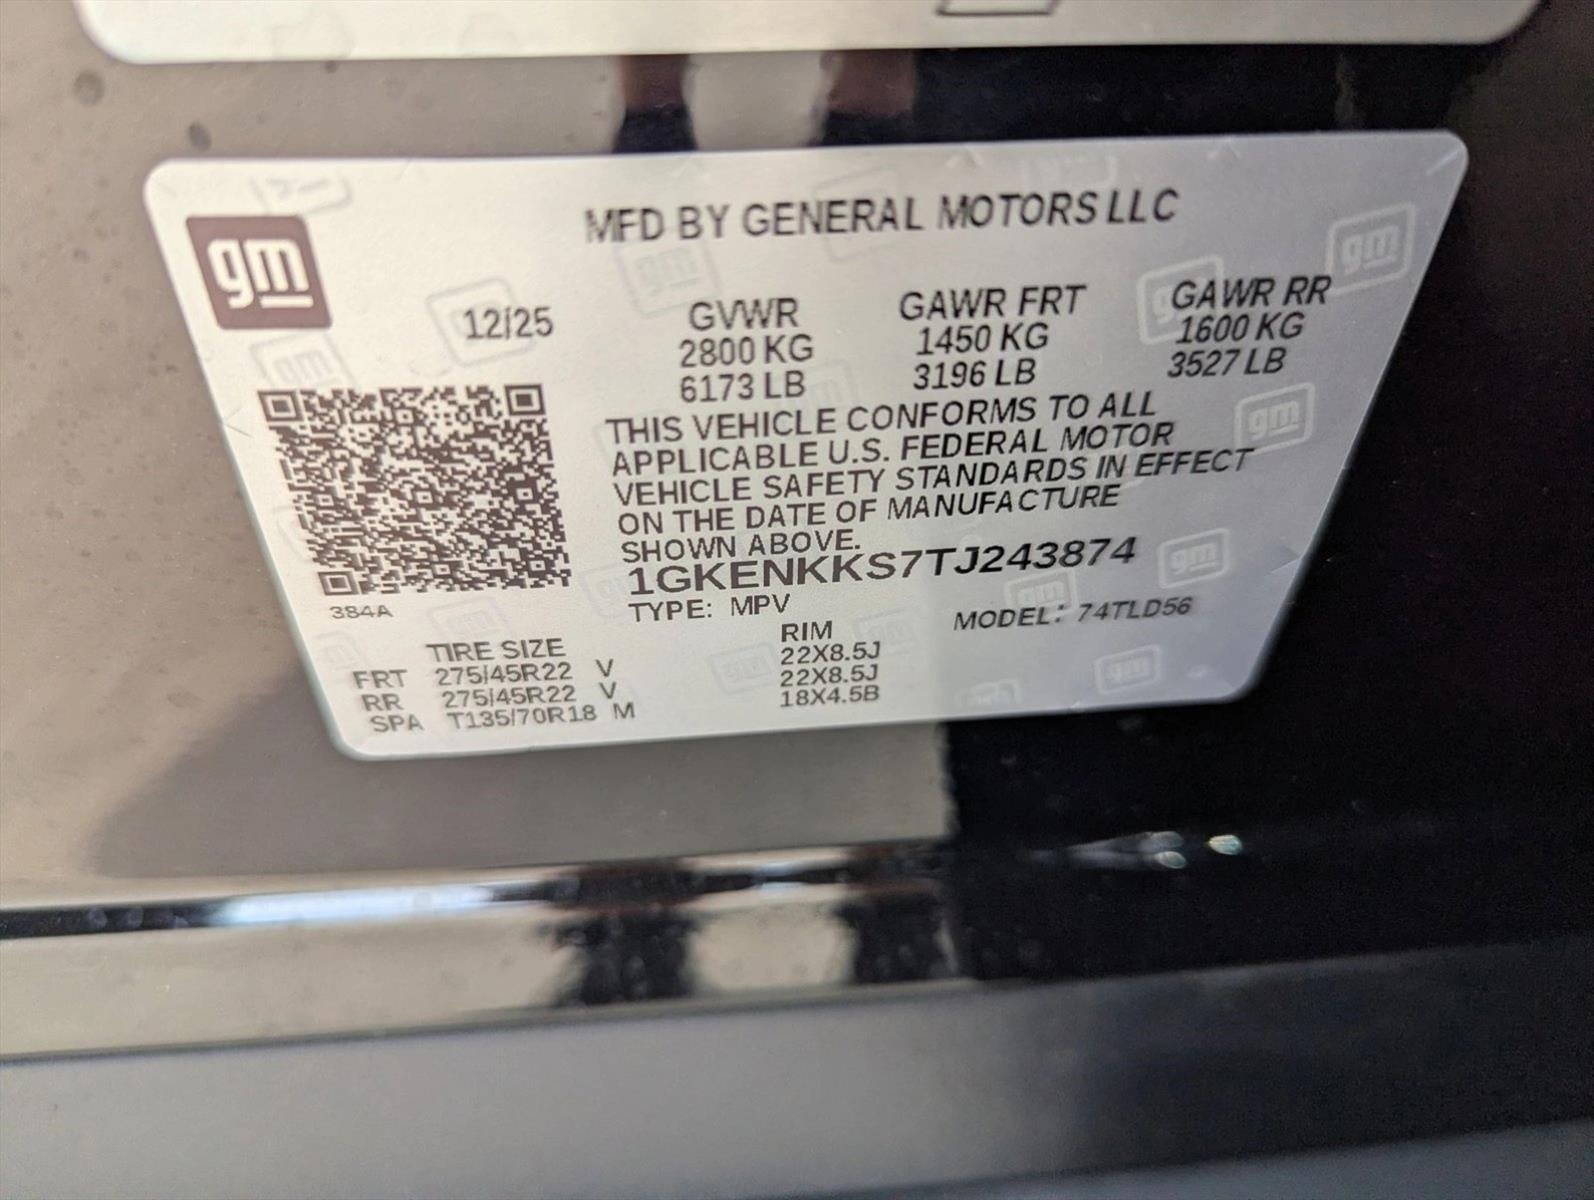 gm
MFD BY GENERAL MOTORS LLC
12/25
GVWR
2800 KG
6173 LB
GAWR FRT
1450 KG
3196 LB
GAWR RR
1600 KG
3527 LB
THIS VEHICLE CONFORMS TO ALL
APPLICABLE U.S. FEDERAL MOTOR
VEHICLE SAFETY STANDARDS IN EFFECT
ON THE DATE OF MANUFACTURE
SHOWN ABOVE.
1GKENKKS7TJ243874
384A
TYPE: MPV
MODEL: 74TLD56
TIRE SIZE RIM
FRT 275/45R22 V 22X8.5J
RR 275/45R22 V 22X8.5J
SPA T135/70R18 M 18X4.5B